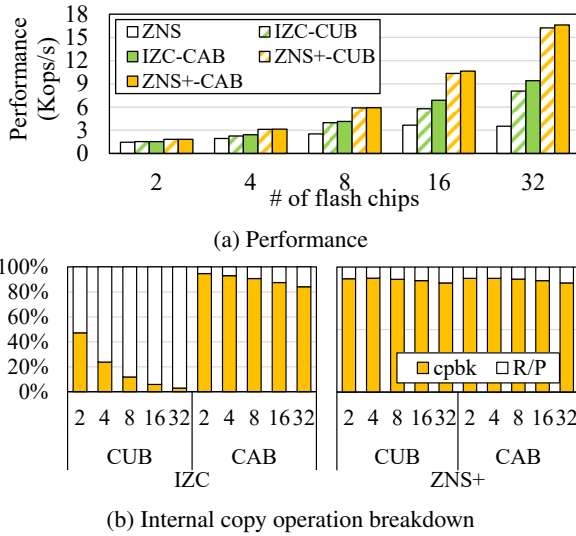 Performance
(Kops/s)
18
15
12
9
6
3
0
ZNS
IZC-CUB
IZC-CAB
ZNS+-CUB
ZNS+-CAB
2 4 8 16 32
# of flash chips
(a) Performance
100%
80%
60%
40%
20%
0%
cpbk R/P
2 4 8 16 32 2 4 8 16 32 2 4 8 16 32 2 4 8 16 32
CUB CAB CUB CAB
IZC ZNS+
(b) Internal copy operation breakdown